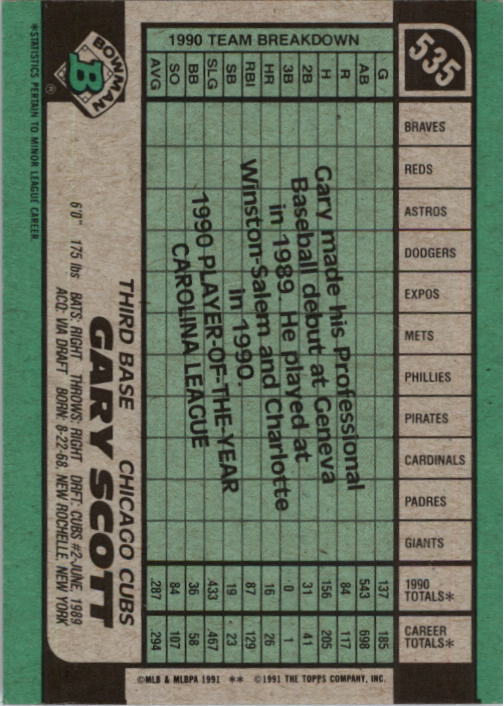 535
BOWMAN
B
®
THIRD BASE CHICAGO CUBS
GARY SCOTT
6'0" 175 lbs BATS: RIGHT THROWS: RIGHT DRFT: CUBS #2-JUNE, 1989
ACQ: VIA DRAFT BORN: 8-22-68, NEW ROCHELLE, NEW YORK
1990 TEAM BREAKDOWN
G AB R H 2B 3B HR RBI SB SLG BB SO AVG
BRAVES
REDS
ASTROS
DODGERS
EXPOS
METS
PHILLIES
PIRATES
CARDINALS
PADRES
GIANTS
1990 TOTALS* 137 543 84 156 31 0 16 87 19 .433 36 84 .287
CAREER TOTALS* 185 698 117 205 41 1 26 129 23 .467 58 107 .294
Gary made his Professional
Baseball debut at Geneva
in 1989. He played at
Winston-Salem and Charlotte
in 1990.
1990 PLAYER-OF-THE-YEAR
CAROLINA LEAGUE
*STATISTICS PERTAIN TO MINOR LEAGUE CAREER
©MLB & MLBPA 1991 ** ©1991 THE TOPPS COMPANY, INC.